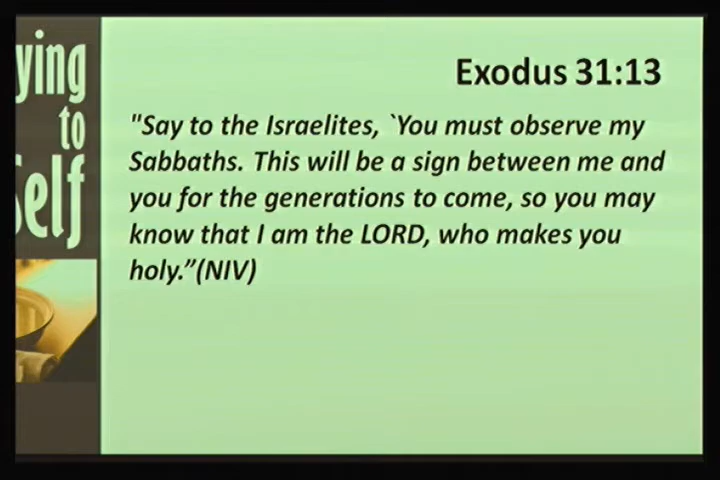 ying
to
Self
Exodus 31:13
"Say to the Israelites, `You must observe my
Sabbaths. This will be a sign between me and
you for the generations to come, so you may
know that I am the LORD, who makes you
holy.”(NIV)